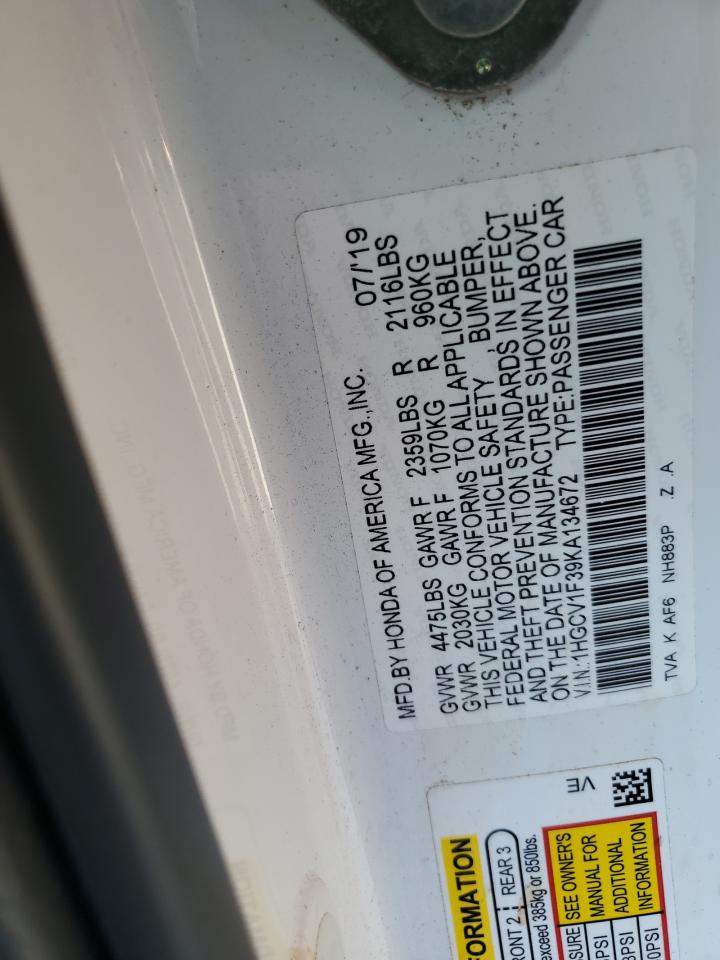 MFD.BY HONDA OF AMERICA MFG.,INC. 07/'19
GVWR 4475LBS GAWR F 2359LBS R 2116LBS
GVWR 2030KG GAWR F 1070KG R 960KG
THIS VEHICLE CONFORMS TO ALL APPLICABLE
FEDERAL MOTOR VEHICLE SAFETY , BUMPER,
AND THEFT PREVENTION STANDARDS IN EFFECT
ON THE DATE OF MANUFACTURE SHOWN ABOVE.
V.I.N.:1HGCV1F39KA134672 TYPE:PASSENGER CAR
TVA K AF6 NH883P .Z .A
VE
FORMATION
RONT 2 REAR 3
exceed 385kg or 850lbs.
SURE SEE OWNER'S
PSI MANUAL FOR
PSI ADDITIONAL
0PSI INFORMATION